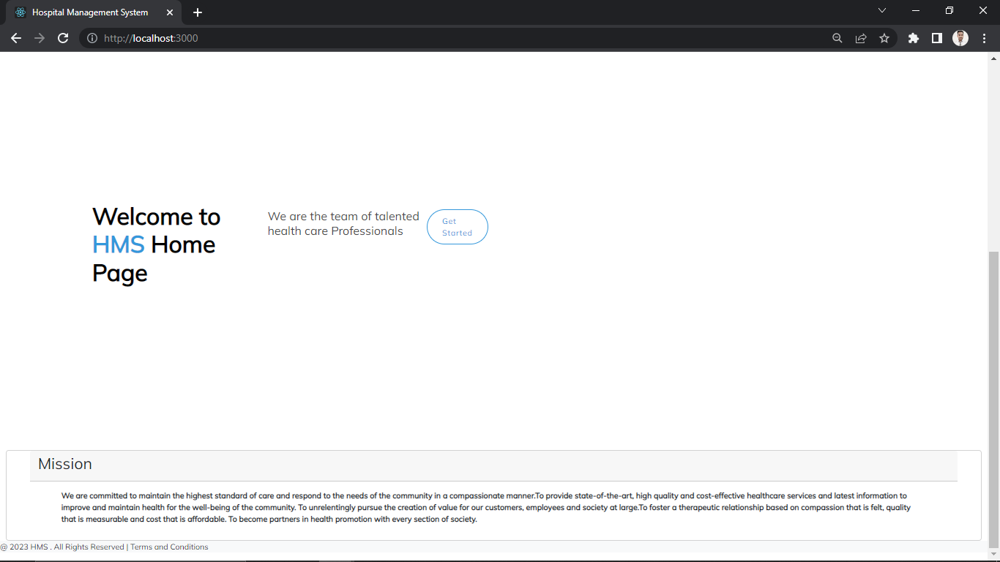 Hospital Management System
http://localhost:3000
Welcome to
HMS Home
Page
We are the team of talented
health care Professionals
Get
Started
Mission
We are committed to maintain the highest standard of care and respond to the needs of the community in a compassionate manner.To provide state-of-the-art, high quality and cost-effective healthcare services and latest information to
improve and maintain health for the well-being of the community. To unrelentingly pursue the creation of value for our customers, employees and society at large.To foster a therapeutic relationship based on compassion that is felt, quality
that is measurable and cost that is affordable. To become partners in health promotion with every section of society.
@ 2023 HMS . All Rights Reserved | Terms and Conditions